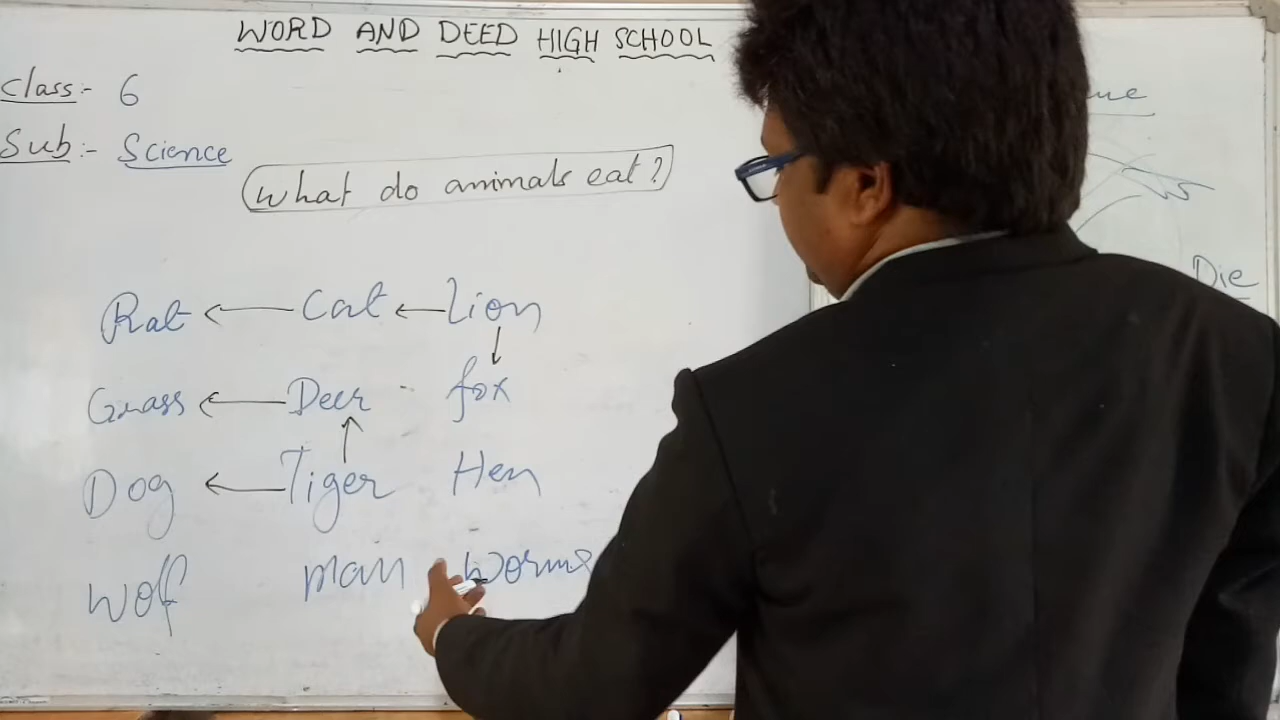 WORD AND DEED HIGH SCHOOL
Class:- 6
Sub:- Science
What do animals eat?
Rat ← Cat ← Lion
↓
Grass ← Deer fox
↑
Dog ← Tiger Hen
Wolf man worms
Die